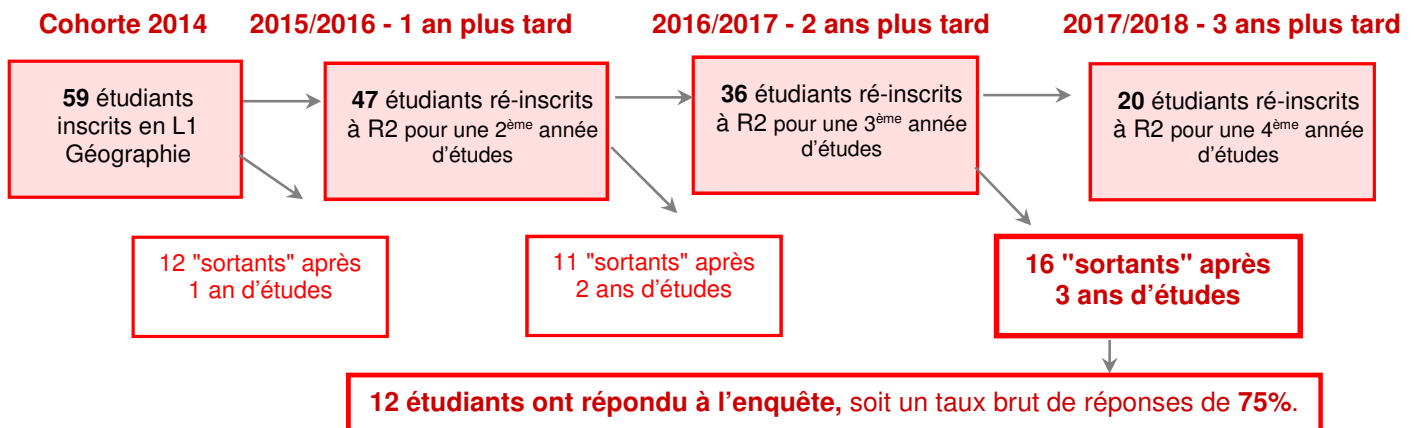 Cohorte 2014
2015/2016 - 1 an plus tard
2016/2017 - 2 ans plus tard
2017/2018 - 3 ans plus tard
59 étudiants
inscrits en L1
Géographie
47 étudiants ré-inscrits
à R2 pour une 2ème année
d'études
36 étudiants ré-inscrits
à R2 pour une 3ème année
d'études
20 étudiants ré-inscrits
à R2 pour une 4ème année
d'études
12 "sortants" après
1 an d'études
11 "sortants" après
2 ans d'études
16 "sortants" après
3 ans d'études
12 étudiants ont répondu à l'enquête, soit un taux brut de réponses de 75%.